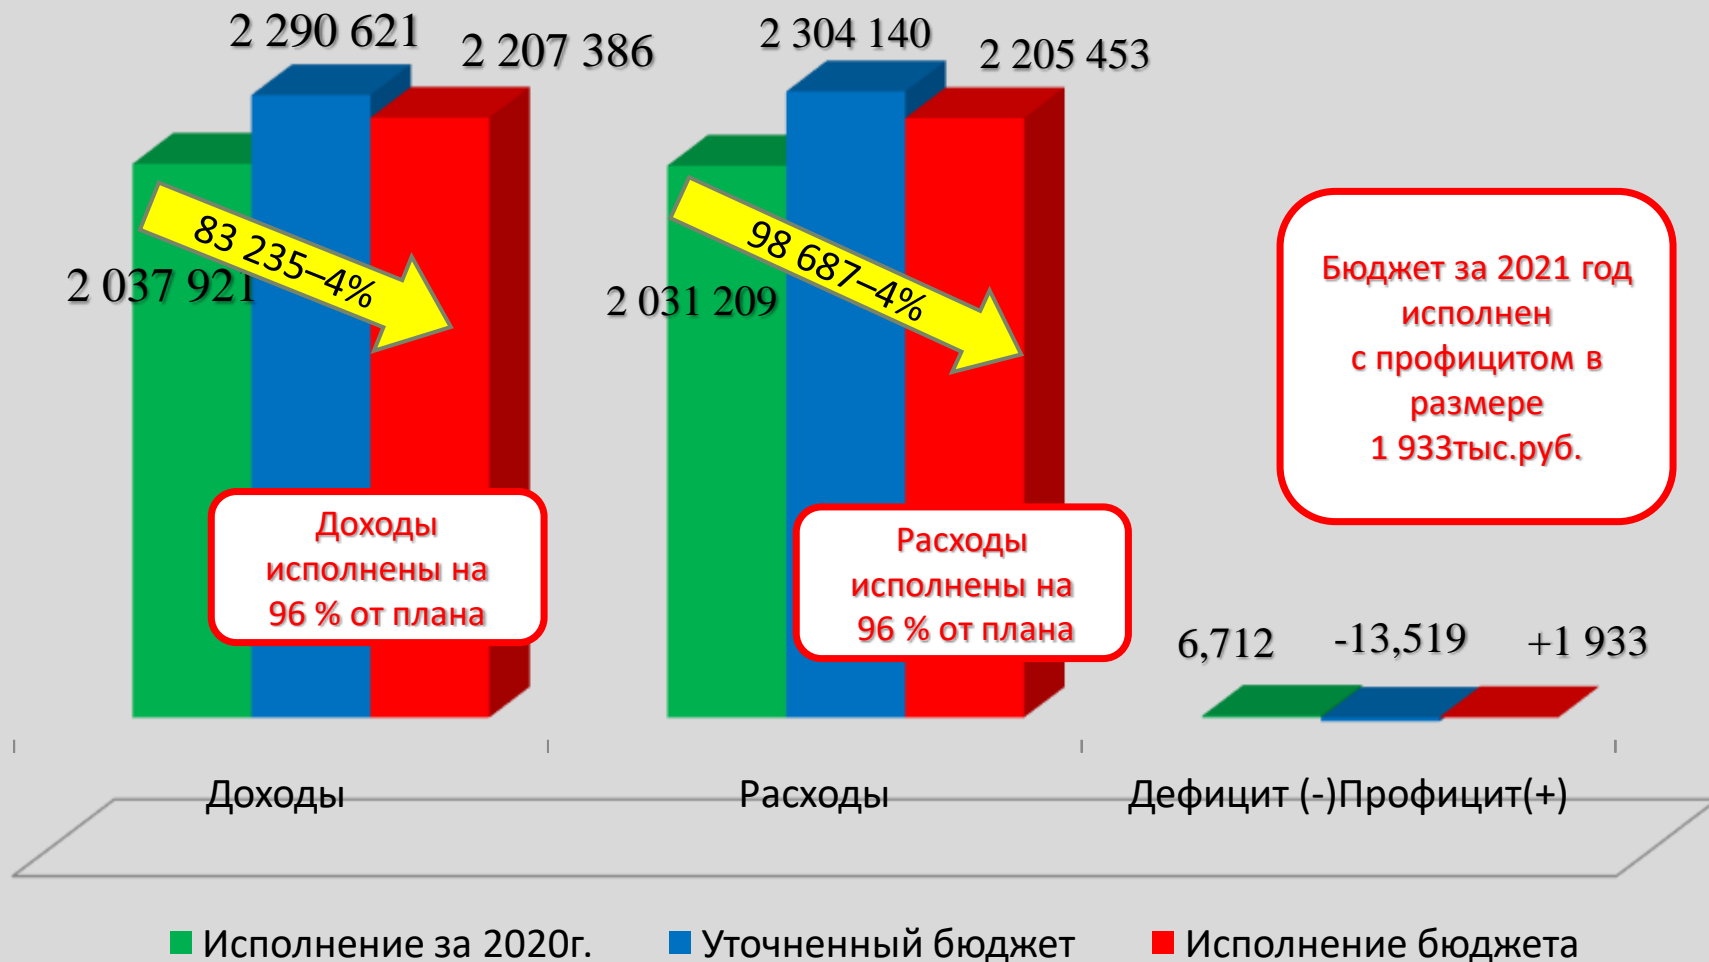 2 290 621
2 207 386
2 304 140
2 205 453
83 235–4%
98 687–4%
2 037 921
2 031 209
Бюджет за 2021 год
исполнен
с профицитом в
размере
1 933тыс.руб.
Доходы
исполнены на
96 % от плана
Расходы
исполнены на
96 % от плана
6,712
-13,519
+1 933
Доходы
Расходы
Дефицит (-)Профицит(+)
Исполнение за 2020г.
Уточненный бюджет
Исполнение бюджета